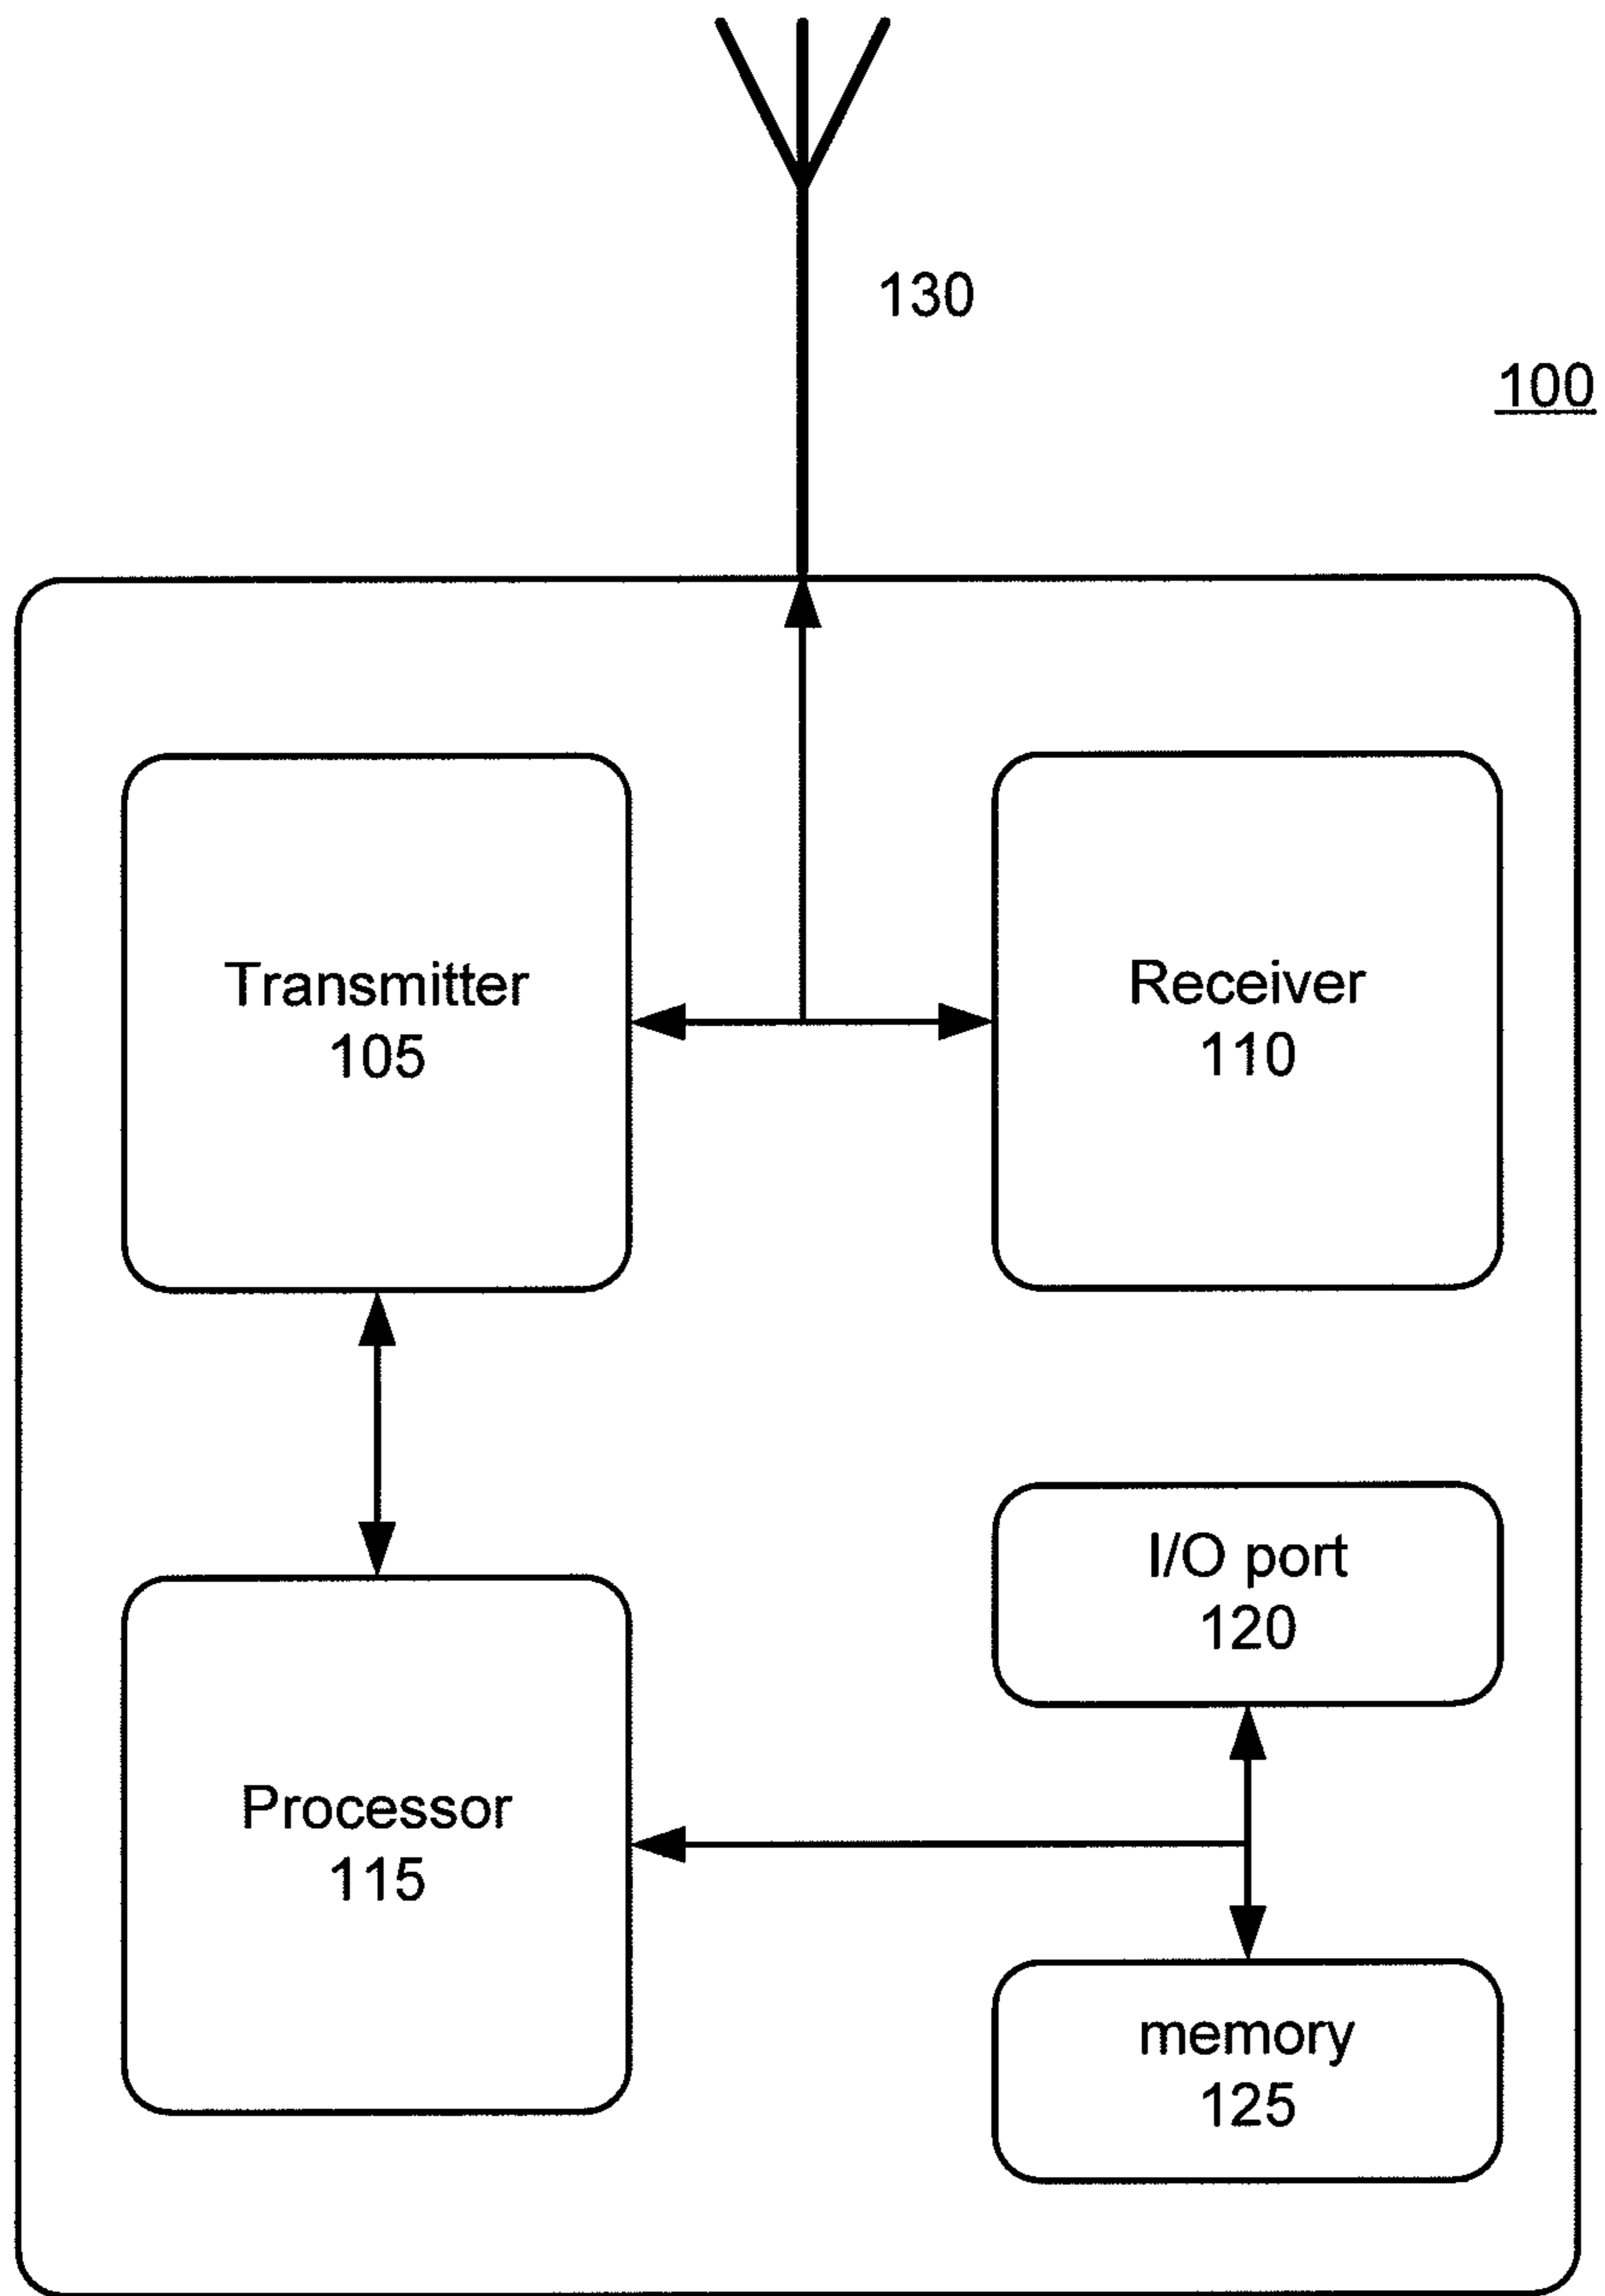 130
100
Transmitter
105
Receiver
110
I/O port
120
Processor
115
memory
125